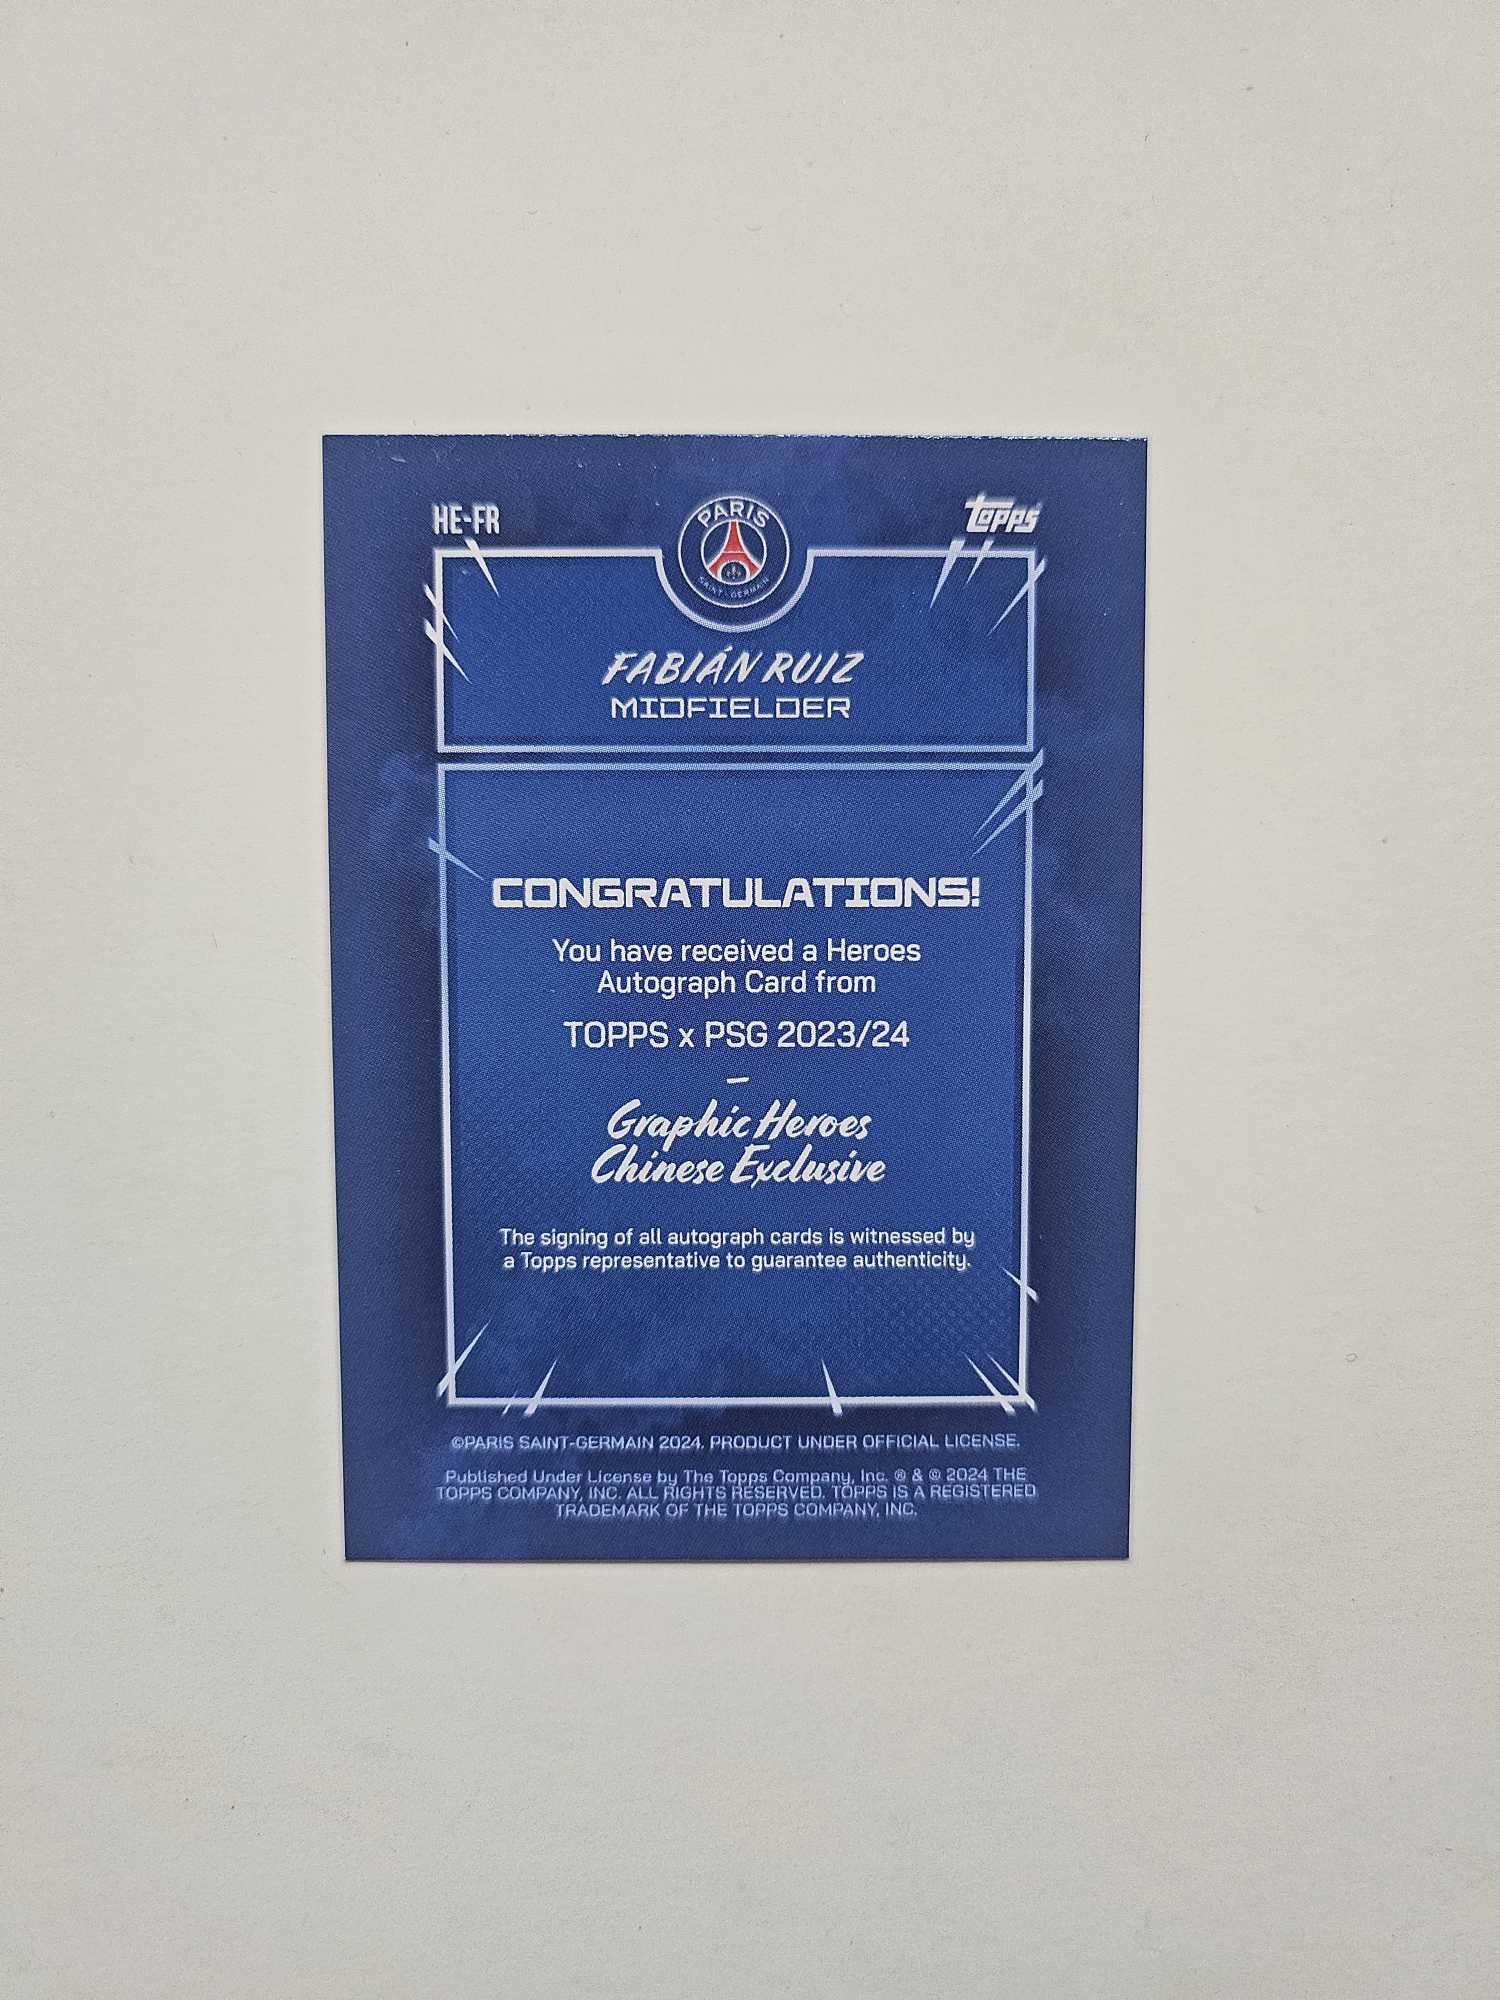 HE-FR
topps
PARIS
SAINT-GERMAIN
FABIÁN RUIZ
MIDFIELDER
CONGRATULATIONS!
You have received a Heroes
Autograph Card from
TOPPS x PSG 2023/24
–
Graphic Heroes
Chinese Exclusive
The signing of all autograph cards is witnessed by
a Topps representative to guarantee authenticity.
©PARIS SAINT-GERMAIN 2024. PRODUCT UNDER OFFICIAL LICENSE.
Published Under License by The Topps Company, Inc. ® & © 2024 THE
TOPPS COMPANY, INC. ALL RIGHTS RESERVED. TOPPS IS A REGISTERED
TRADEMARK OF THE TOPPS COMPANY, INC.